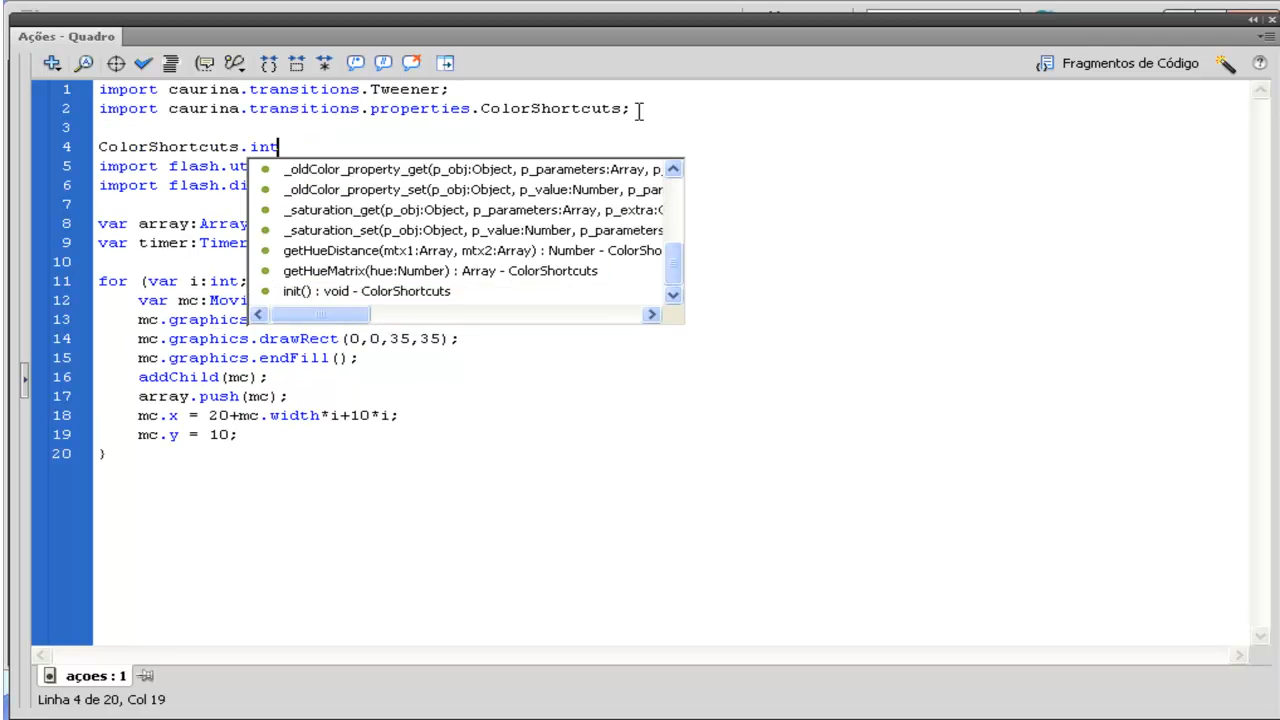 Ações - Quadro
Fragmentos de Código
1 import caurina.transitions.Tweener;
2 import caurina.transitions.properties.ColorShortcuts;
3
4 ColorShortcuts.int
5 import flash.ut
6 import flash.di
7
8 var array:Array
9 var timer:Timer
10
11 for (var i:int;
12 var mc:Movi
13 mc.graphics
14 mc.graphics.drawRect(0,0,35,35);
15 mc.graphics.endFill();
16 addChild(mc);
17 array.push(mc);
18 mc.x = 20+mc.width*i+10*i;
19 mc.y = 10;
20 }
_oldColor_property_get(p_obj:Object, p_parameters:Array, p_
_oldColor_property_set(p_obj:Object, p_value:Number, p_par
_saturation_get(p_obj:Object, p_parameters:Array, p_extra:O
_saturation_set(p_obj:Object, p_value:Number, p_parameters
getHueDistance(mtx1:Array, mtx2:Array) : Number - ColorSho
getHueMatrix(hue:Number) : Array - ColorShortcuts
init() : void - ColorShortcuts
açoes : 1
Linha 4 de 20, Col 19